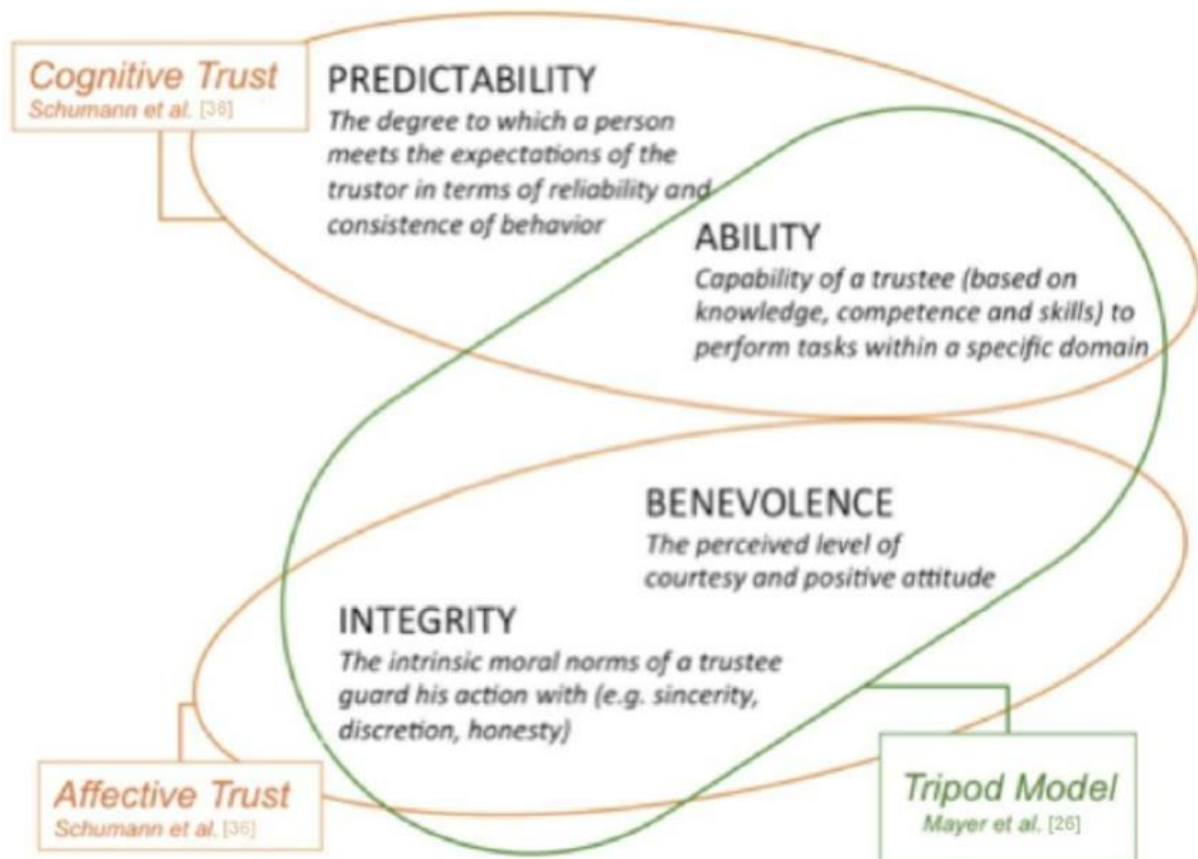 Cognitive Trust
Schumann et al. [36]
PREDICTABILITY
The degree to which a person
meets the expectations of the
trustor in terms of reliability and
consistence of behavior
ABILITY
Capability of a trustee (based on
knowledge, competence and skills) to
perform tasks within a specific domain
BENEVOLENCE
The perceived level of
courtesy and positive attitude
INTEGRITY
The intrinsic moral norms of a trustee
guard his action with (e.g. sincerity,
discretion, honesty)
Affective Trust
Schumann et al. [36]
Tripod Model
Mayer et al. [26]